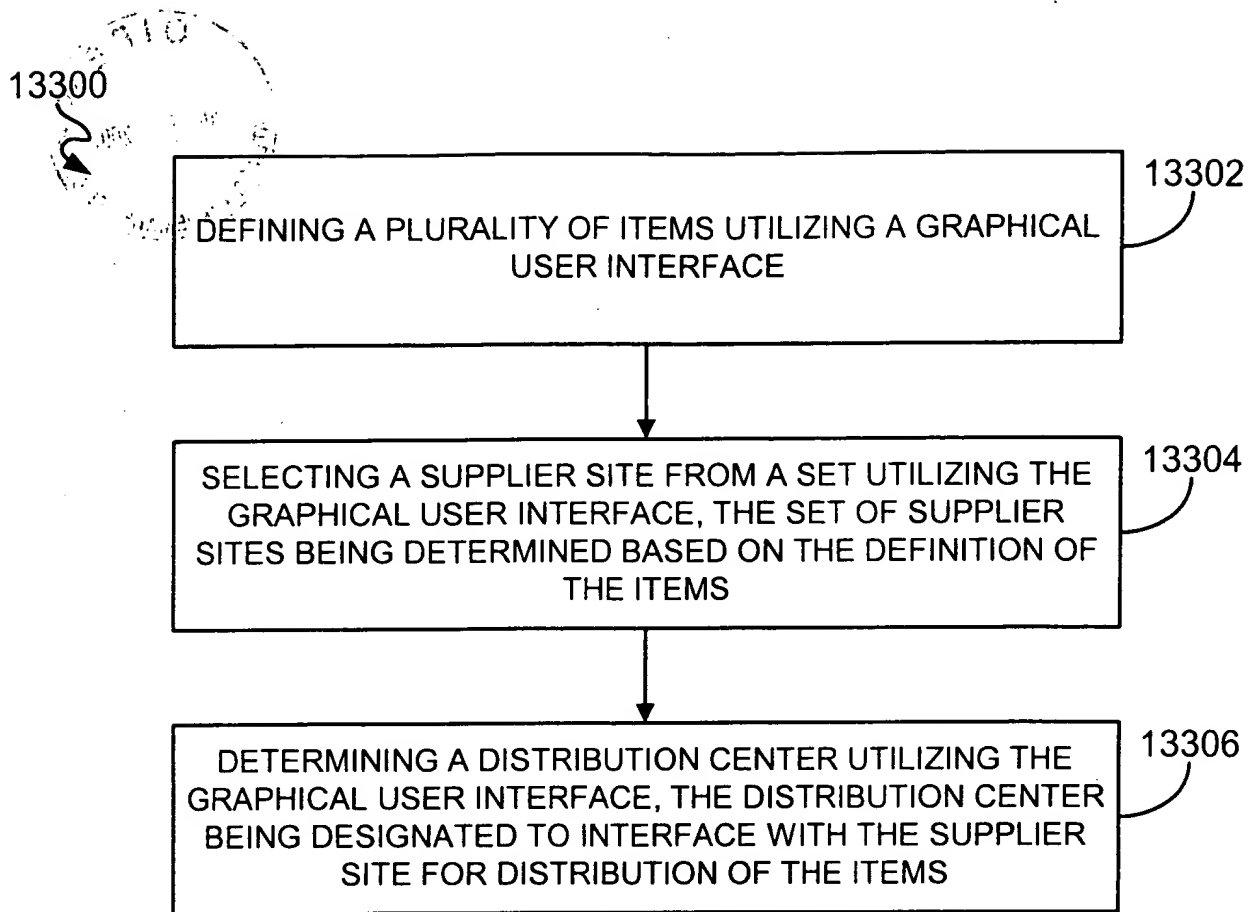 13300
13302
DEFINING A PLURALITY OF ITEMS UTILIZING A GRAPHICAL
USER INTERFACE
13304
SELECTING A SUPPLIER SITE FROM A SET UTILIZING THE
GRAPHICAL USER INTERFACE, THE SET OF SUPPLIER
SITES BEING DETERMINED BASED ON THE DEFINITION OF
THE ITEMS
13306
DETERMINING A DISTRIBUTION CENTER UTILIZING THE
GRAPHICAL USER INTERFACE, THE DISTRIBUTION CENTER
BEING DESIGNATED TO INTERFACE WITH THE SUPPLIER
SITE FOR DISTRIBUTION OF THE ITEMS